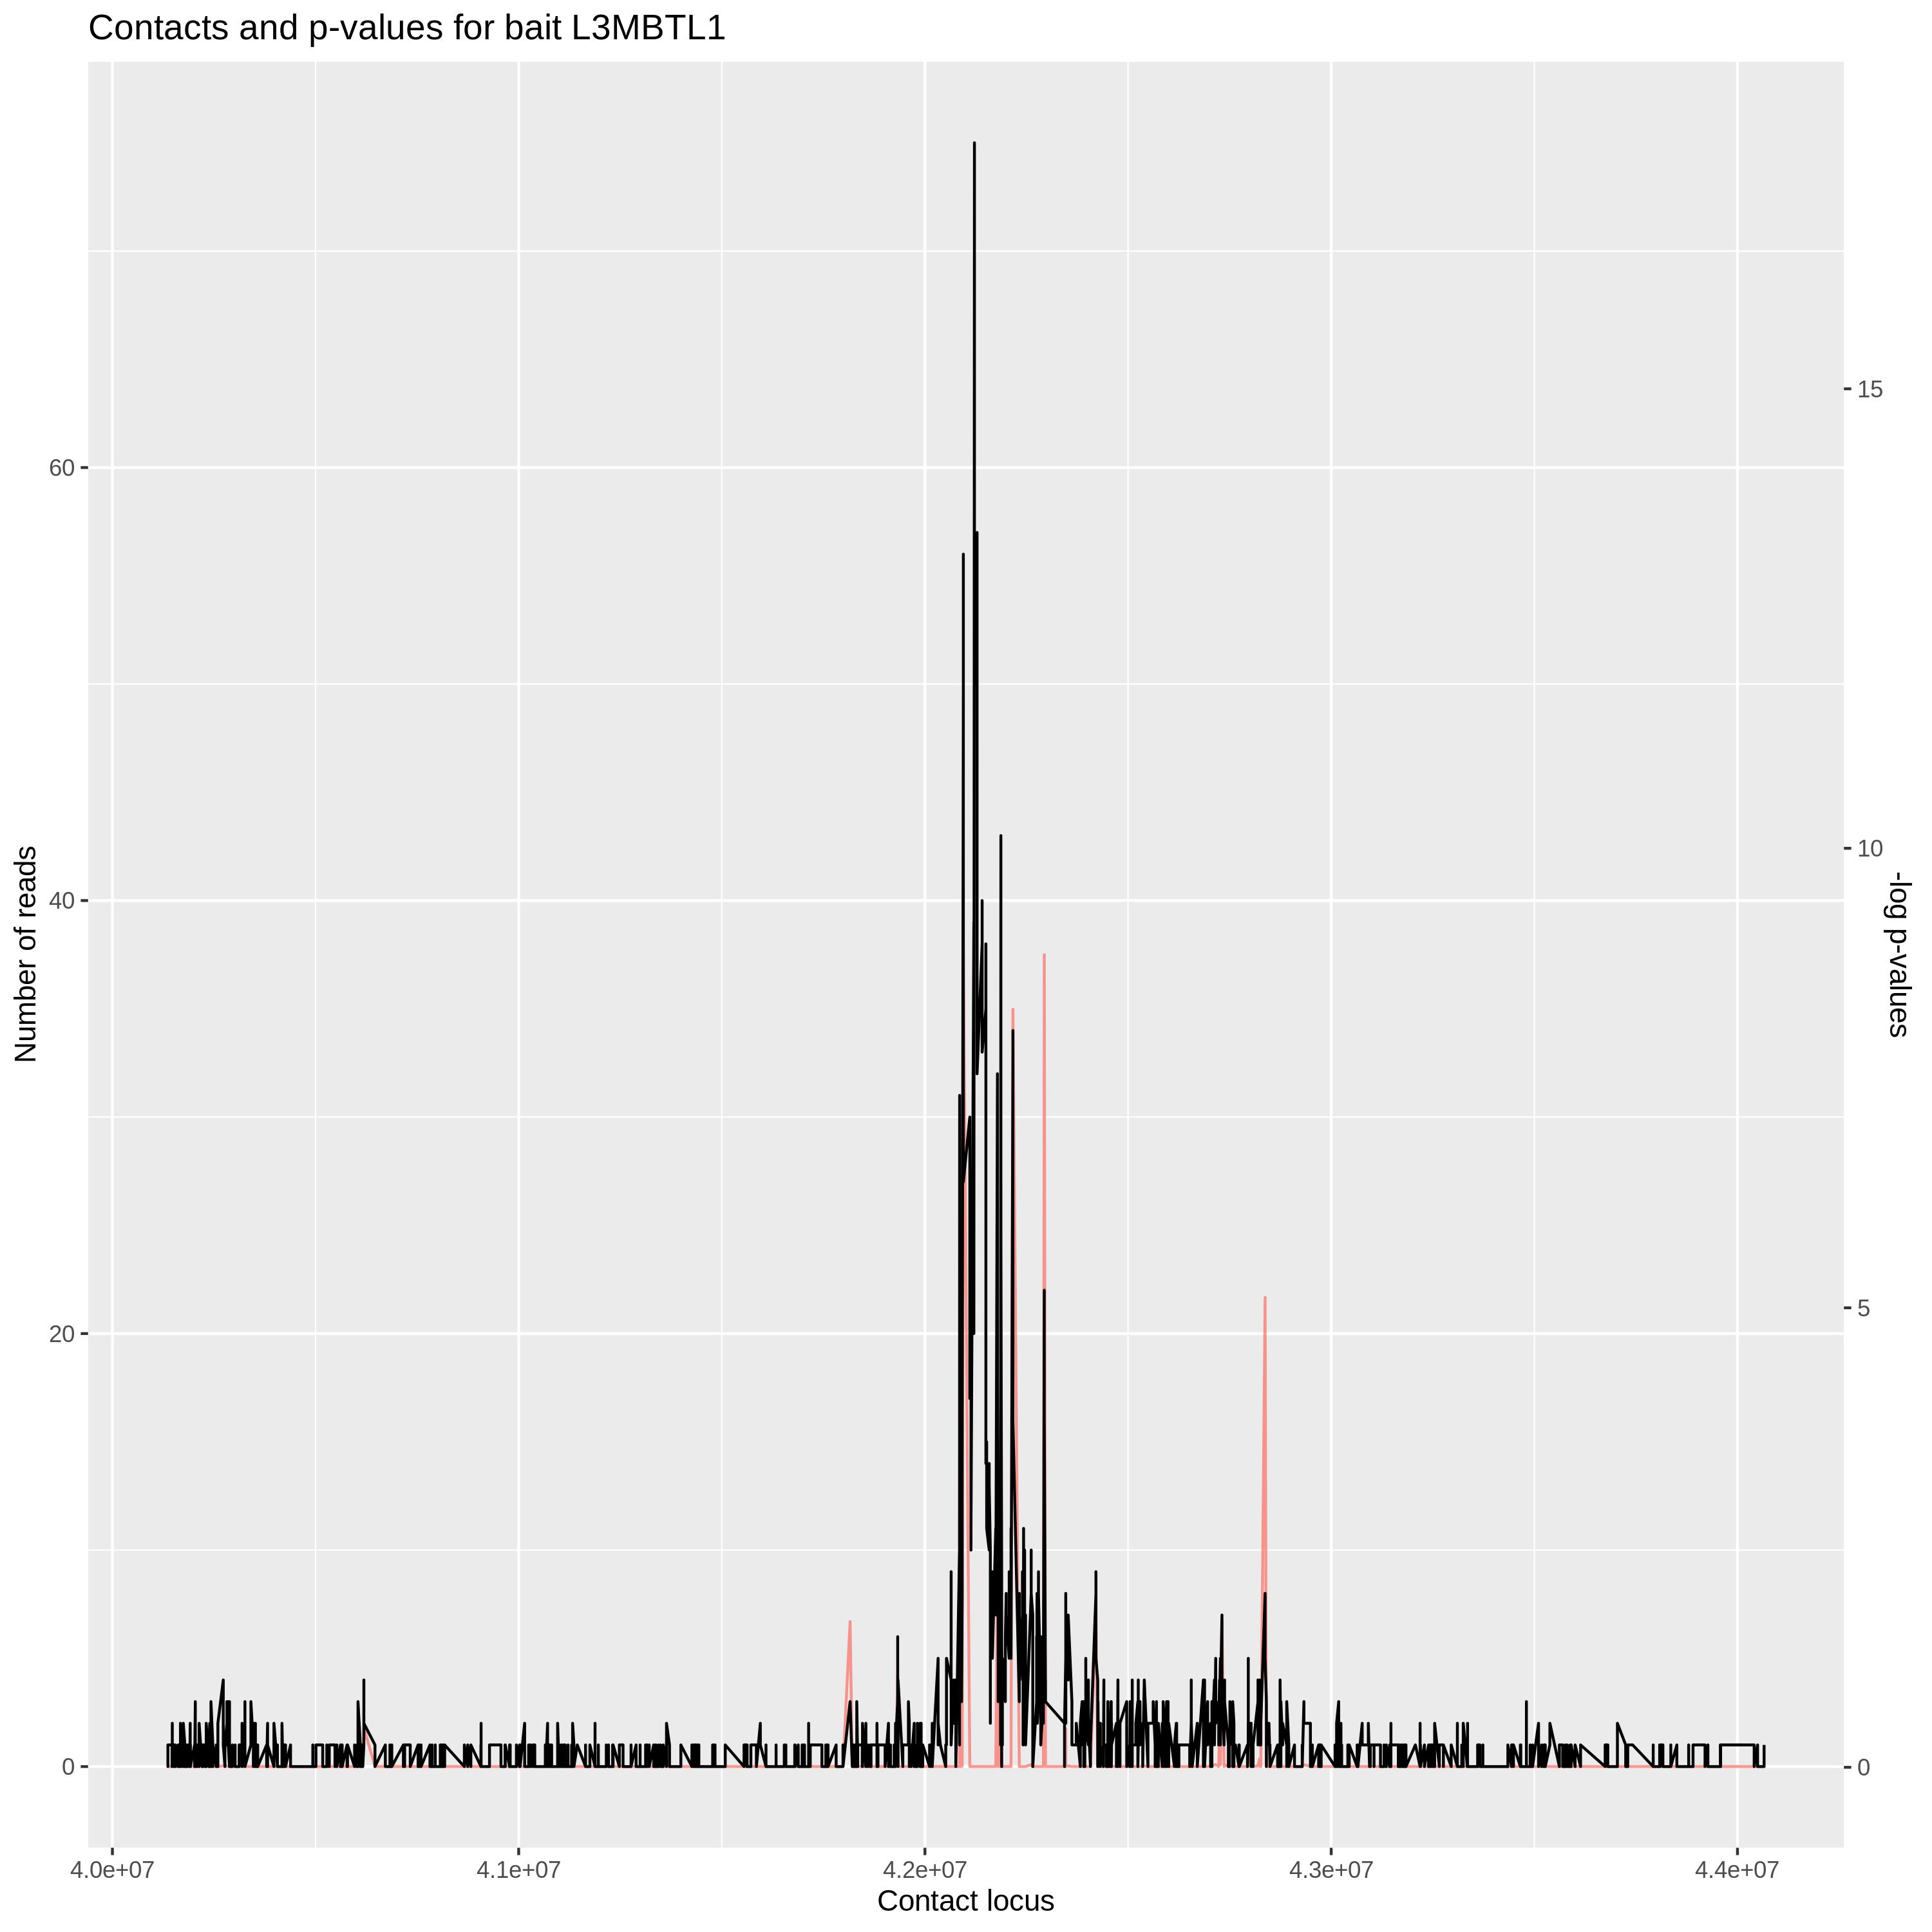 Contacts and p-values for bait L3MBTL1
Number of reads
60
40
20
0
15
10
5
0
-log p-values
4.0e+07 4.1e+07 4.2e+07 4.3e+07 4.4e+07
Contact locus